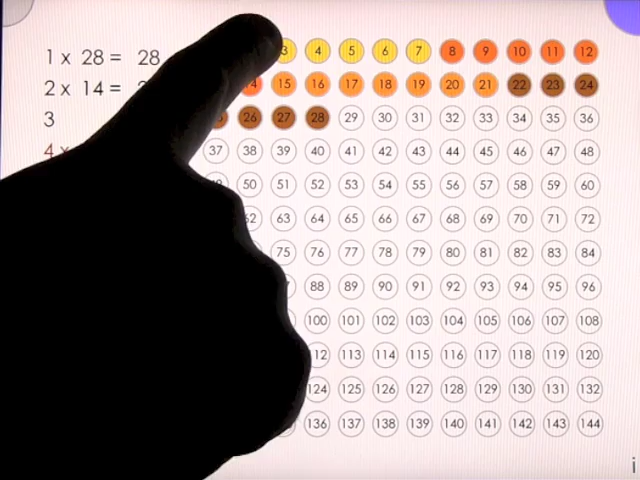 1 x 28 = 28 3 4 5 6 7 8 9 10 11 12
2 x 14 = 15 16 17 18 19 20 21 22 23 24
3 26 27 28 29 30 31 32 33 34 35 36
4 x 37 38 39 40 41 42 43 44 45 46 47 48
50 51 52 53 54 55 56 57 58 59 60
63 64 65 66 67 68 69 70 71 72
75 76 77 78 79 80 81 82 83 84
88 89 90 91 92 93 94 95 96
100 101 102 103 104 105 106 107 108
113 114 115 116 117 118 119 120
124 125 126 127 128 129 130 131 132
136 137 138 139 140 141 142 143 144
i